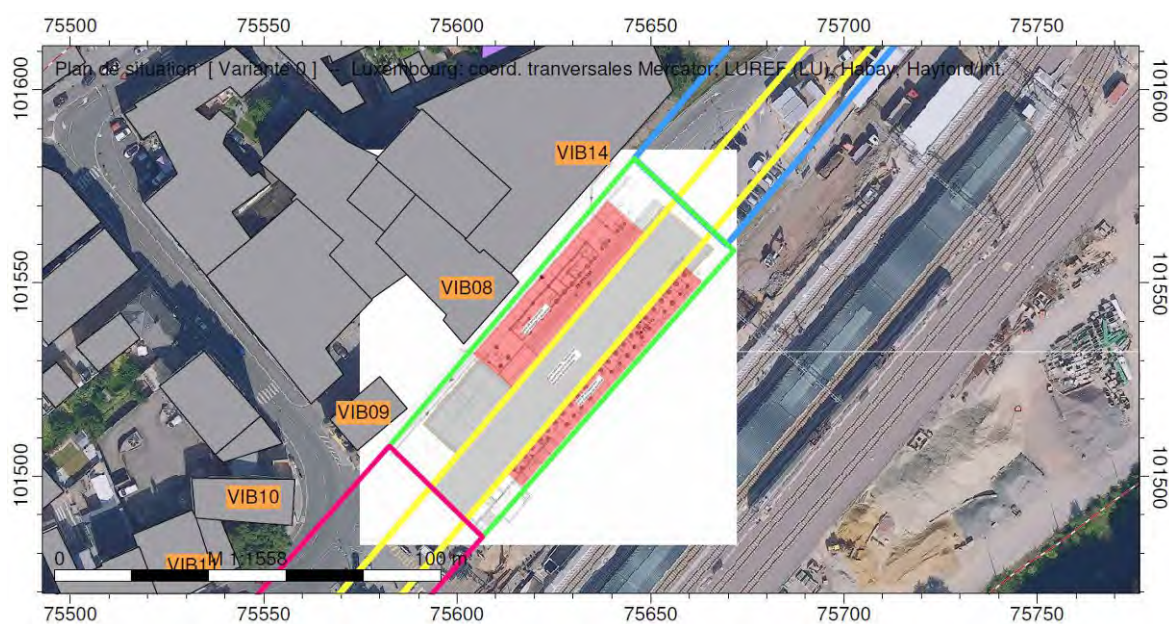 75500 75550 75600 75650 75700 75750
Plan de situation [ Variante 0 ] -- Luxembourg: coord. tranversales Mercator; LUREF (LU), Habay, Hayford/Int.
101600 101600
VIB14
101550 101550
VIB08
VIB09
101500 101500
VIB10
VIB11
0 M 1:1558 100 m
75500 75550 75600 75650 75700 75750